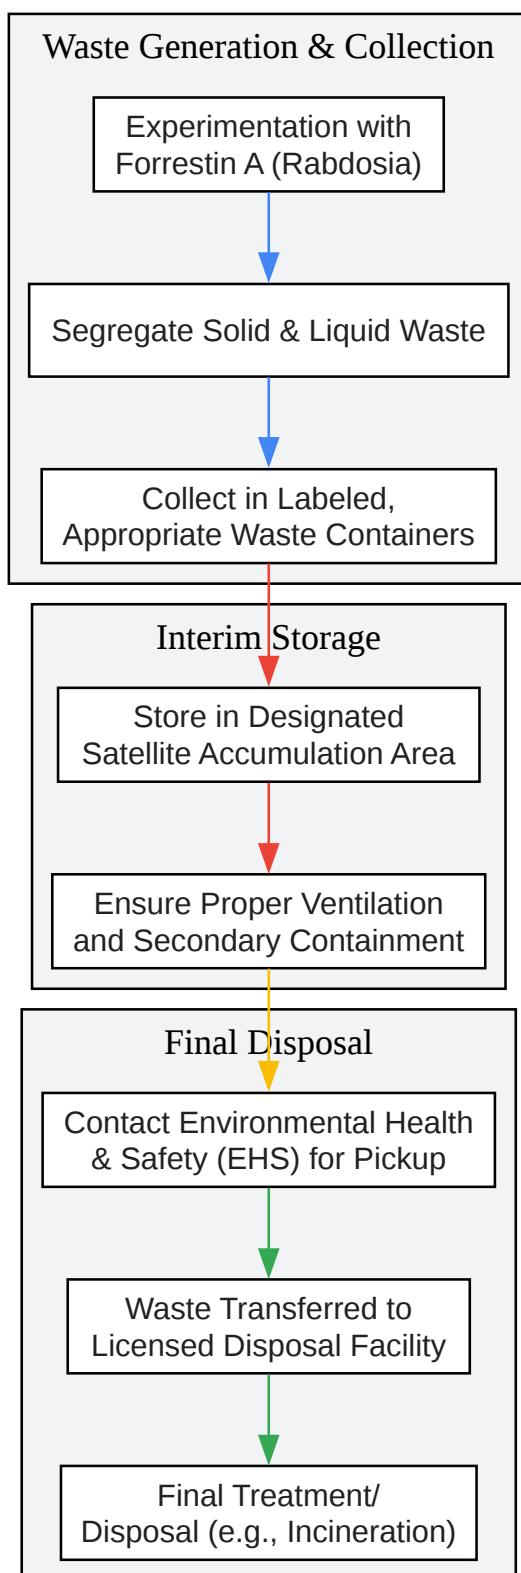 Waste Generation & Collection
Experimentation with
Forrestin A (Rabdosia)
Segregate Solid & Liquid Waste
Collect in Labeled,
Appropriate Waste Containers
Interim Storage
Store in Designated
Satellite Accumulation Area
Ensure Proper Ventilation
and Secondary Containment
Final Disposal
Contact Environmental Health
& Safety (EHS) for Pickup
Waste Transferred to
Licensed Disposal Facility
Final Treatment/
Disposal (e.g., Incineration)